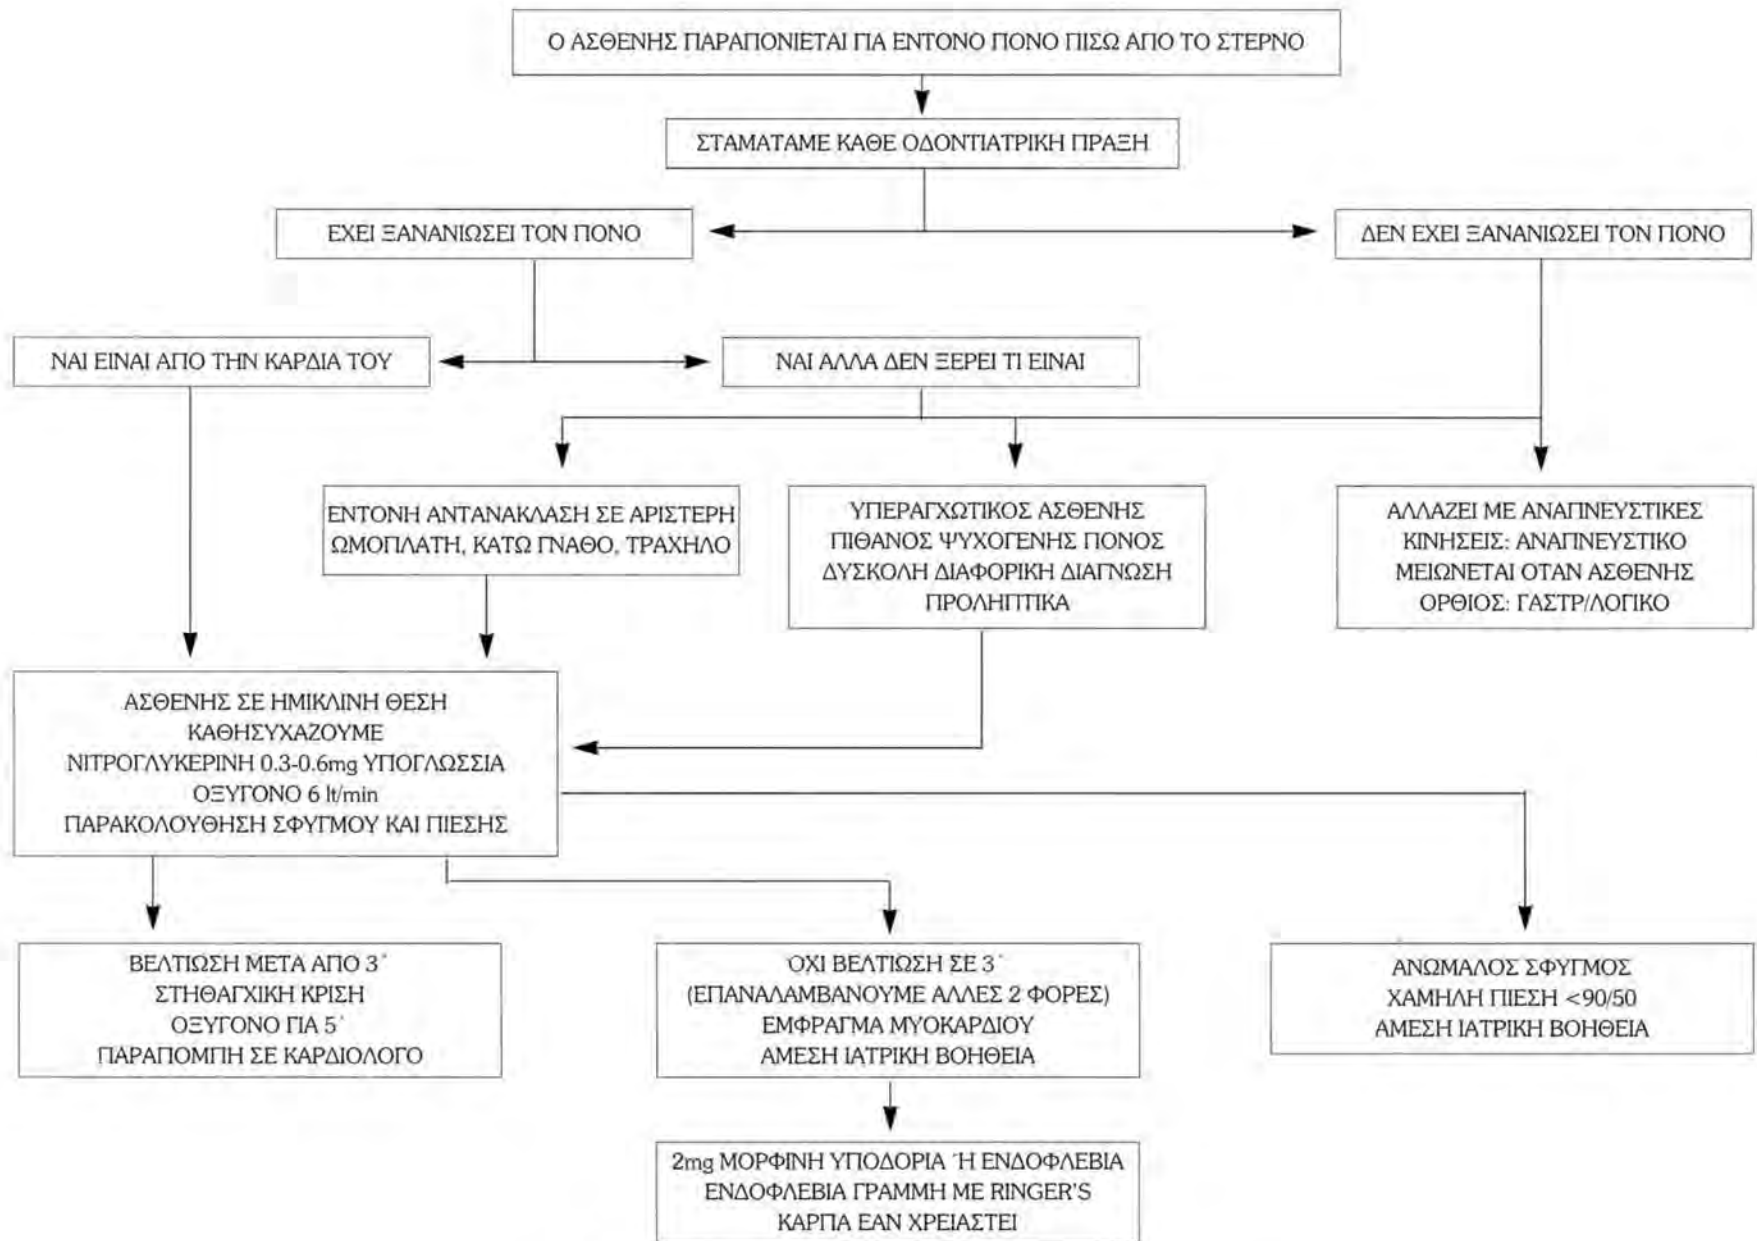 Ο ΑΣΘΕΝΗΣ ΠΑΡΑΠΟΝΙΕΤΑΙ ΓΙΑ ΕΝΤΟΝΟ ΠΟΝΟ ΠΙΣΩ ΑΠΟ ΤΟ ΣΤΕΡΝΟ
ΣΤΑΜΑΤΑΜΕ ΚΑΘΕ ΟΔΟΝΤΙΑΤΡΙΚΗ ΠΡΑΞΗ
ΕΧΕΙ ΞΑΝΑΝΙΩΣΕΙ ΤΟΝ ΠΟΝΟ
ΔΕΝ ΕΧΕΙ ΞΑΝΑΝΙΩΣΕΙ ΤΟΝ ΠΟΝΟ
ΝΑΙ ΕΙΝΑΙ ΑΠΟ ΤΗΝ ΚΑΡΔΙΑ ΤΟΥ
ΝΑΙ ΑΛΛΑ ΔΕΝ ΞΕΡΕΙ ΤΙ ΕΙΝΑΙ
ΕΝΤΟΝΗ ΑΝΤΑΝΑΚΛΑΣΗ ΣΕ ΑΡΙΣΤΕΡΗ
ΩΜΟΠΛΑΤΗ, ΚΑΤΩ ΓΝΑΘΟ, ΤΡΑΧΗΛΟ
ΥΠΕΡΑΓΧΩΤΙΚΟΣ ΑΣΘΕΝΗΣ
ΠΙΘΑΝΟΣ ΨΥΧΟΓΕΝΗΣ ΠΟΝΟΣ
ΔΥΣΚΟΛΗ ΔΙΑΦΟΡΙΚΗ ΔΙΑΓΝΩΣΗ
ΠΡΟΛΗΠΤΙΚΑ
ΑΛΛΑΖΕΙ ΜΕ ΑΝΑΠΝΕΥΣΤΙΚΕΣ
ΚΙΝΗΣΕΙΣ: ΑΝΑΠΝΕΥΣΤΙΚΟ
ΜΕΙΩΝΕΤΑΙ ΟΤΑΝ ΑΣΘΕΝΗΣ
ΟΡΘΙΟΣ: ΓΑΣΤΡ/ΛΟΓΙΚΟ
ΑΣΘΕΝΗΣ ΣΕ ΗΜΙΚΛΙΝΗ ΘΕΣΗ
ΚΑΘΗΣΥΧΑΖΟΥΜΕ
ΝΙΤΡΟΓΛΥΚΕΡΙΝΗ 0.3-0.6mg ΥΠΟΓΛΩΣΣΙΑ
ΟΞΥΓΟΝΟ 6 lt/min
ΠΑΡΑΚΟΛΟΥΘΗΣΗ ΣΦΥΓΜΟΥ ΚΑΙ ΠΙΕΣΗΣ
ΒΕΛΤΙΩΣΗ ΜΕΤΑ ΑΠΟ 3΄
ΣΤΗΘΑΓΧΙΚΗ ΚΡΙΣΗ
ΟΞΥΓΟΝΟ ΓΙΑ 5΄
ΠΑΡΑΠΟΜΠΗ ΣΕ ΚΑΡΔΙΟΛΟΓΟ
ΟΧΙ ΒΕΛΤΙΩΣΗ ΣΕ 3΄
(ΕΠΑΝΑΛΑΜΒΑΝΟΥΜΕ ΑΛΛΕΣ 2 ΦΟΡΕΣ)
ΕΜΦΡΑΓΜΑ ΜΥΟΚΑΡΔΙΟΥ
ΑΜΕΣΗ ΙΑΤΡΙΚΗ ΒΟΗΘΕΙΑ
ΑΝΩΜΑΛΟΣ ΣΦΥΓΜΟΣ
ΧΑΜΗΛΗ ΠΙΕΣΗ <90/50
ΑΜΕΣΗ ΙΑΤΡΙΚΗ ΒΟΗΘΕΙΑ
2mg ΜΟΡΦΙΝΗ ΥΠΟΔΟΡΙΑ ΄Η ΕΝΔΟΦΛΕΒΙΑ
ΕΝΔΟΦΛΕΒΙΑ ΓΡΑΜΜΗ ΜΕ RINGER'S
ΚΑΡΠΑ ΕΑΝ ΧΡΕΙΑΣΤΕΙ